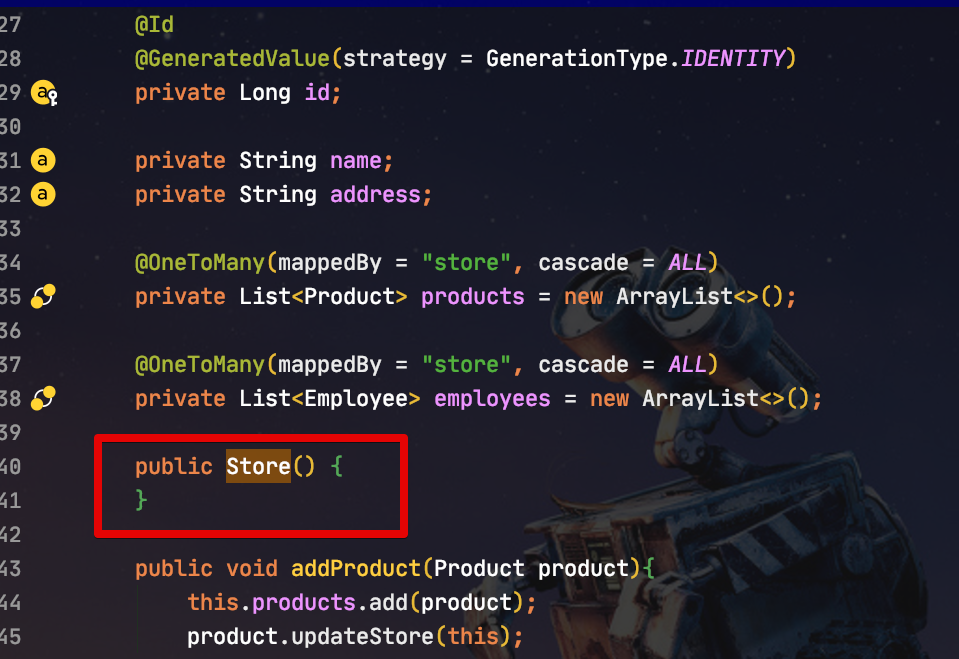 27 @Id
28 @GeneratedValue(strategy = GenerationType.IDENTITY)
29 a private Long id;
30
31 a private String name;
32 a private String address;
33
34 @OneToMany(mappedBy = "store", cascade = ALL)
35 private List<Product> products = new ArrayList<>();
36
37 @OneToMany(mappedBy = "store", cascade = ALL)
38 private List<Employee> employees = new ArrayList<>();
39
40 public Store() {
41 }
42
43 public void addProduct(Product product){
44 this.products.add(product);
45 product.updateStore(this);